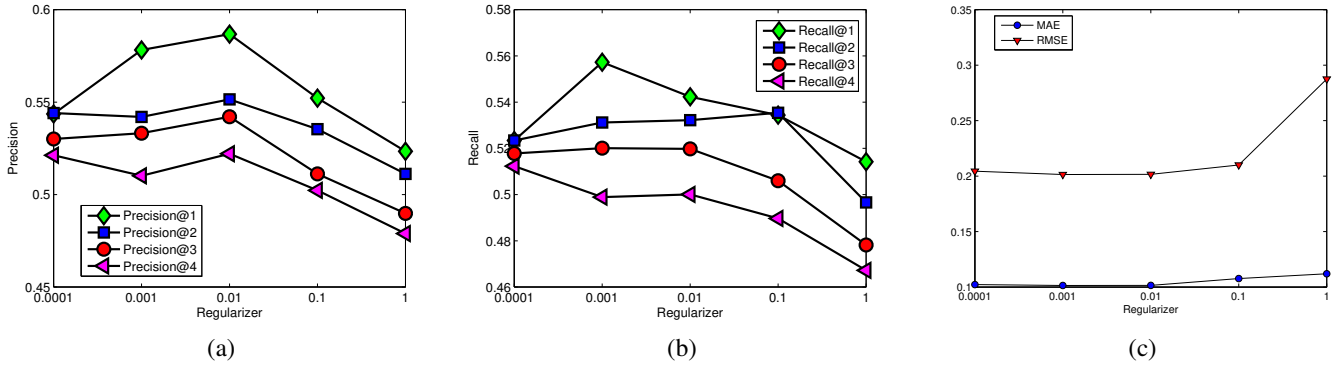 0.6
0.55
0.5
0.45
Precision
Precision@1
Precision@2
Precision@3
Precision@4
0.0001
0.001
0.01
0.1
1
Regularizer
(a)
0.58
0.56
0.54
0.52
0.5
0.48
0.46
Recall
Recall@1
Recall@2
Recall@3
Recall@4
0.0001
0.001
0.01
0.1
1
Regularizer
(b)
0.35
0.3
0.25
0.2
0.15
0.1
MAE
RMSE
0.0001
0.001
0.01
0.1
1
Regularizer
(c)